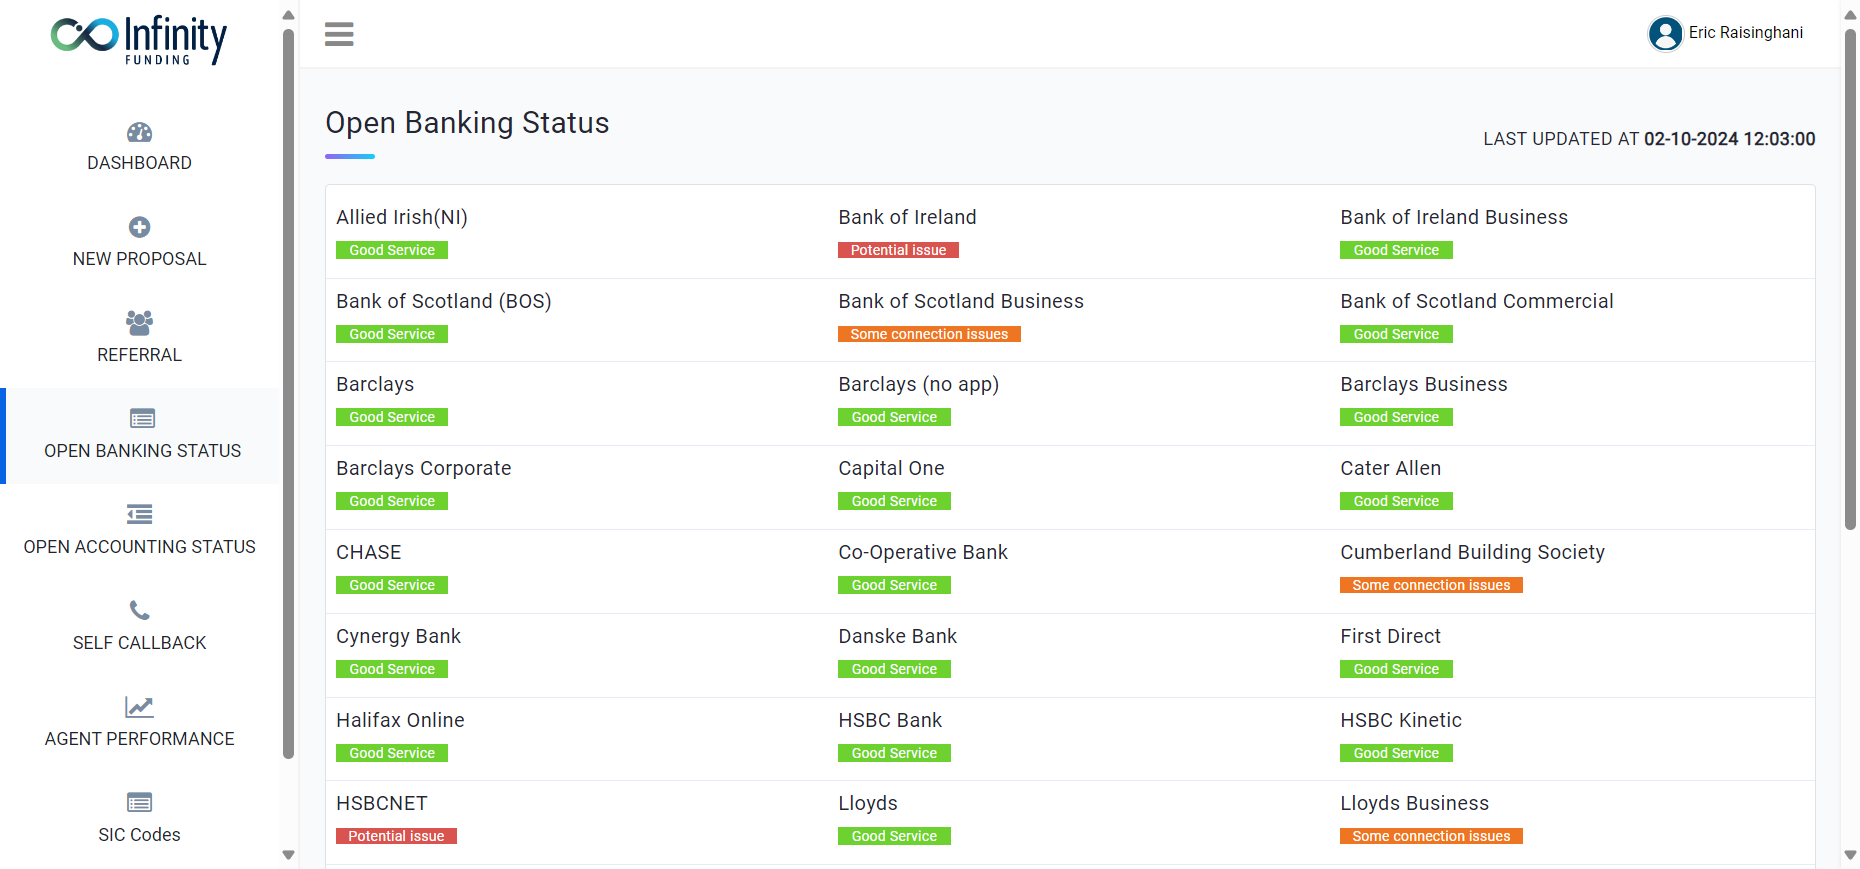 Infinity
FUNDING
Eric Raisinghani
DASHBOARD
NEW PROPOSAL
REFERRAL
OPEN BANKING STATUS
OPEN ACCOUNTING STATUS
SELF CALLBACK
AGENT PERFORMANCE
SIC Codes
Open Banking Status
LAST UPDATED AT 02-10-2024 12:03:00
Allied Irish(NI)
Good Service
Bank of Ireland
Potential issue
Bank of Ireland Business
Good Service
Bank of Scotland (BOS)
Good Service
Bank of Scotland Business
Some connection issues
Bank of Scotland Commercial
Good Service
Barclays
Good Service
Barclays (no app)
Good Service
Barclays Business
Good Service
Barclays Corporate
Good Service
Capital One
Good Service
Cater Allen
Good Service
CHASE
Good Service
Co-Operative Bank
Good Service
Cumberland Building Society
Some connection issues
Cynergy Bank
Good Service
Danske Bank
Good Service
First Direct
Good Service
Halifax Online
Good Service
HSBC Bank
Good Service
HSBC Kinetic
Good Service
HSBCNET
Potential issue
Lloyds
Good Service
Lloyds Business
Some connection issues